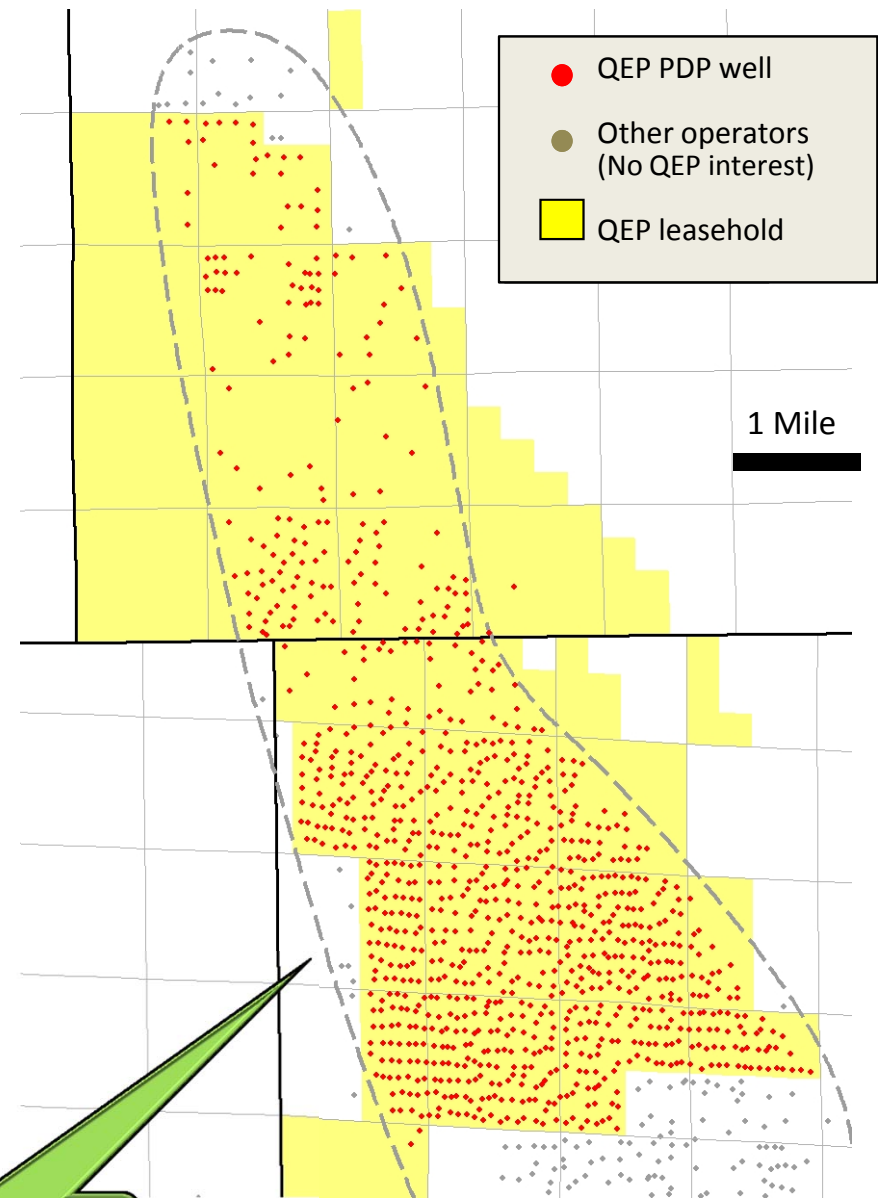 QEP PDP well
Other operators
(No QEP interest)
QEP leasehold
1 Mile